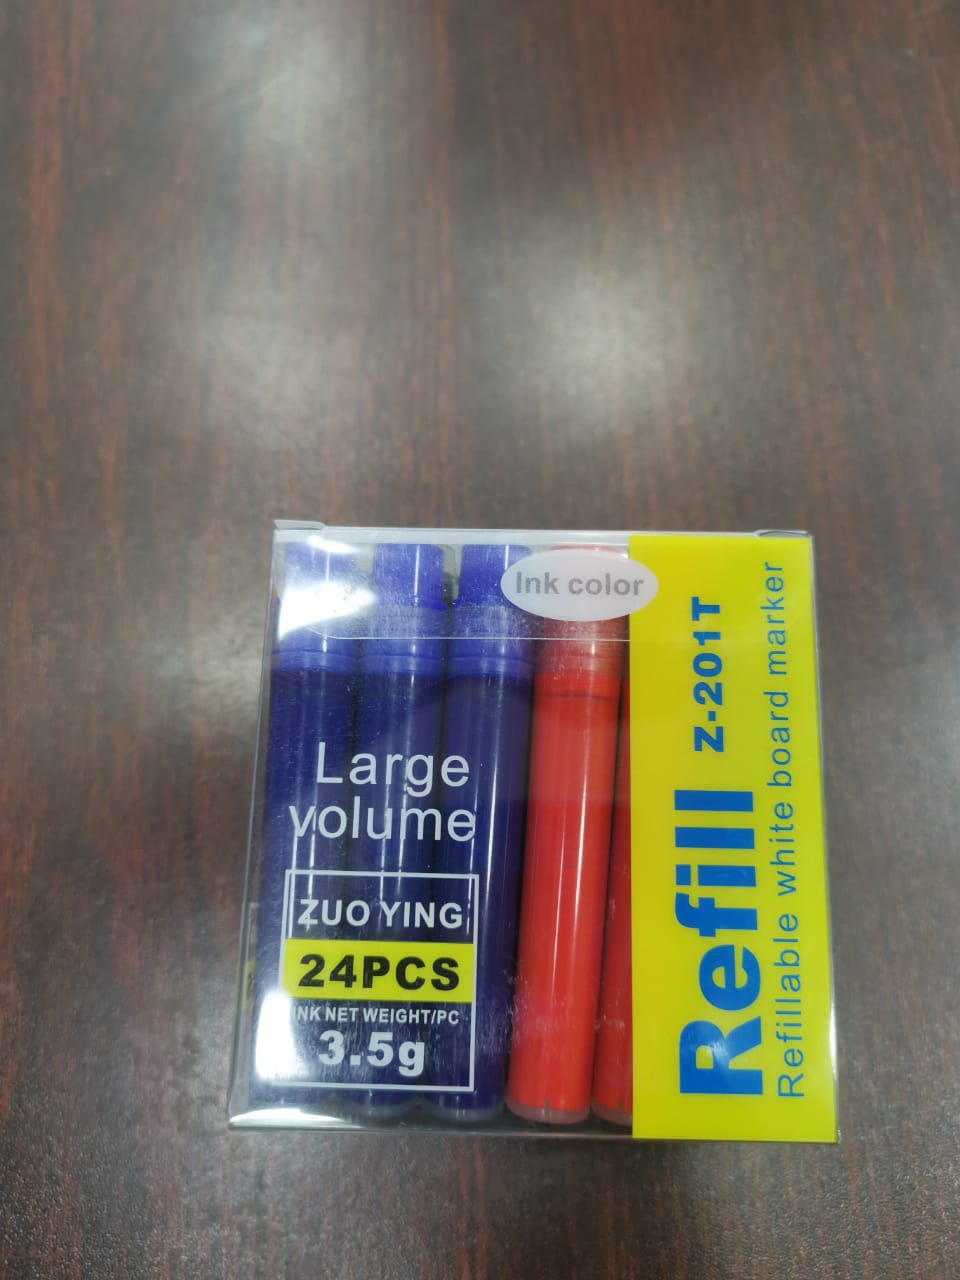 Ink color
Large
volume
ZUO YING
24PCS
INK NET WEIGHT/PC
3.5g
Refill Z-201T
Refillable white board marker